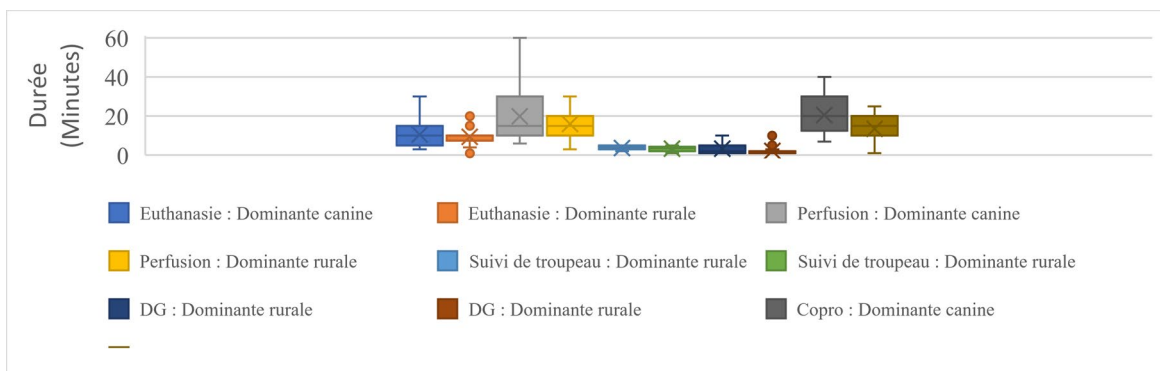 Durée
(Minutes)
60
40
20
0
Euthanasie : Dominante canine
Euthanasie : Dominante rurale
Perfusion : Dominante canine
Perfusion : Dominante rurale
Suivi de troupeau : Dominante rurale
Suivi de troupeau : Dominante rurale
DG : Dominante rurale
DG : Dominante rurale
Copro : Dominante canine